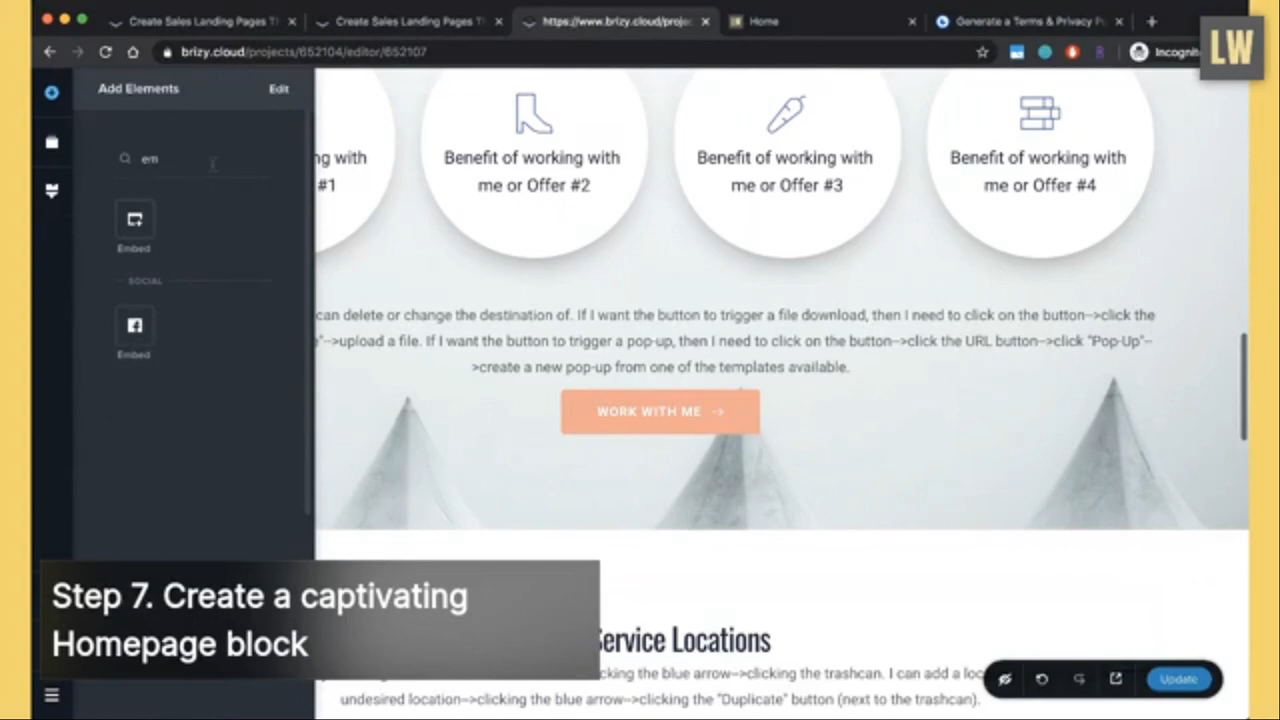 Create Sales Landing Pages T
Create Sales Landing Pages T
https://www.brizy.cloud/projec
Home
Generate a Terms & Privacy P
LW
brizy.cloud/projects/652104/editor/652107
Incognito
LW
Add Elements
Edit
em
Embed
SOCIAL
Embed
ng with
#1
Benefit of working with
me or Offer #2
Benefit of working with
me or Offer #3
Benefit of working with
me or Offer #4
can delete or change the destination of. If I want the button to trigger a file download, then I need to click on the button-->click the
"-->upload a file. If I want the button to trigger a pop-up, then I need to click on the button-->click the URL button-->click "Pop-Up"--
>create a new pop-up from one of the templates available.
WORK WITH ME →
Step 7. Create a captivating
Homepage block
Service Locations
cking the blue arrow-->clicking the trashcan. I can add a loc
undesired location-->clicking the blue arrow-->clicking the "Duplicate" button (next to the trashcan).
Update